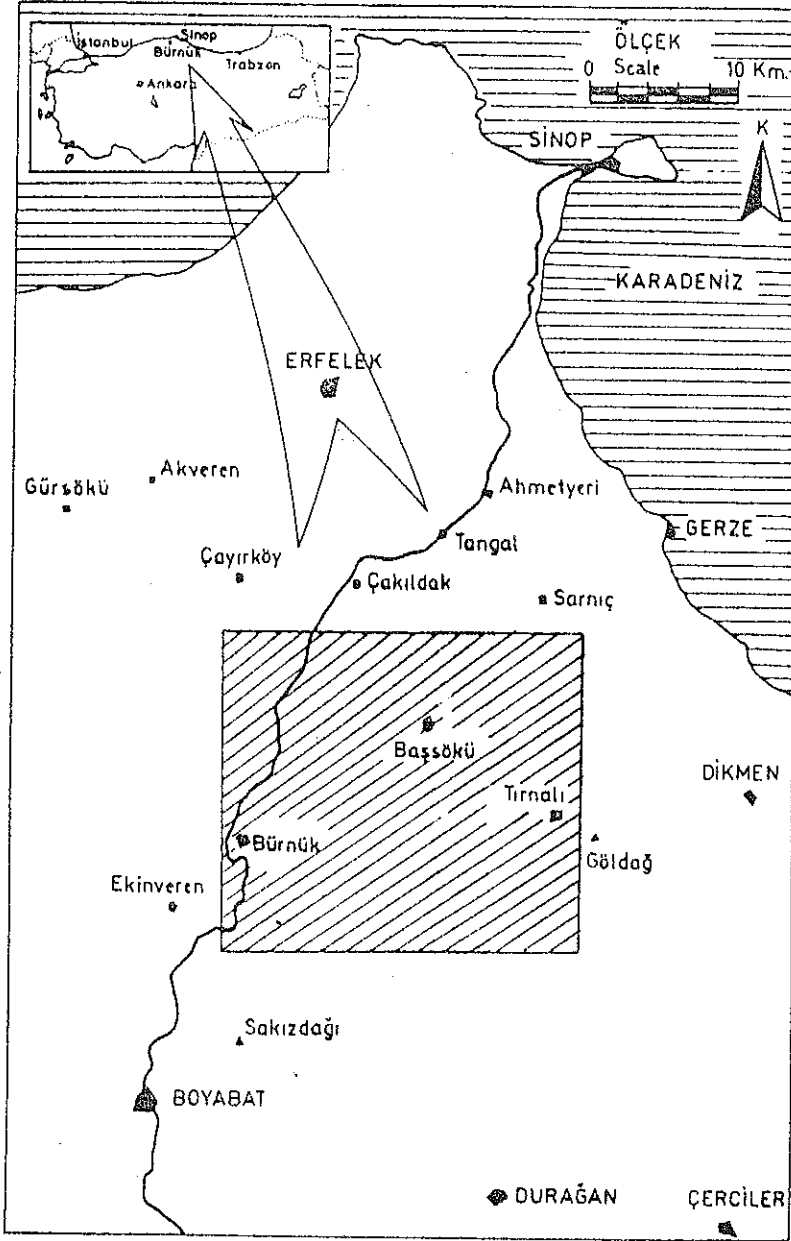 İstanbul
Sinop
Bürnük
Trabzon
Ankara
ÖLÇEK
Scale
0 10 Km.
SİNOP
K
KARADENİZ
ERFELEK
Akveren
Gürsökü
Ahmetyeri
Tangal
GERZE
Çayırköy
Çakıldak
Sarnıç
Başsökü
DİKMEN
Tırnalı
Bürnük
Göldağ
Ekinveren
Sakızdağı
BOYABAT
DURAĞAN
ÇERCİLER